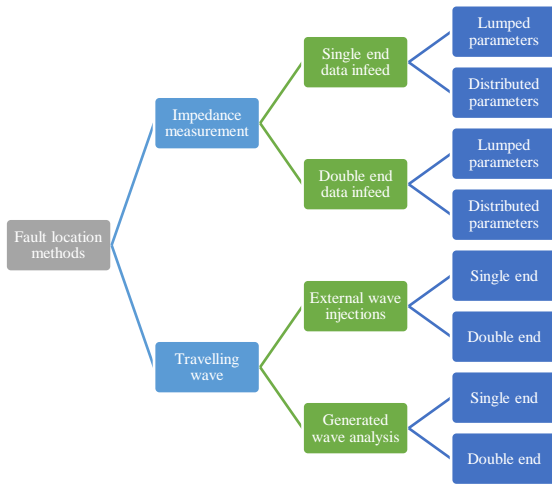 Fault location
methods
Impedance
measurement
Single end
data infeed
Lumped
parameters
Distributed
parameters
Double end
data infeed
Lumped
parameters
Distributed
parameters
Travelling
wave
External wave
injections
Single end
Double end
Generated
wave analysis
Single end
Double end